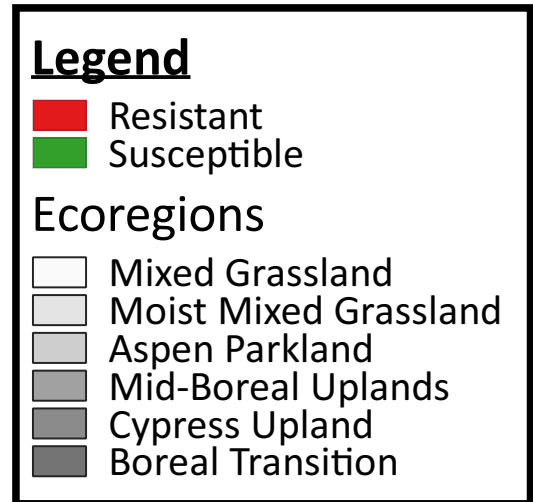 Legend
Resistant
Susceptible
Ecoregions
Mixed Grassland
Moist Mixed Grassland
Aspen Parkland
Mid-Boreal Uplands
Cypress Upland
Boreal Transition